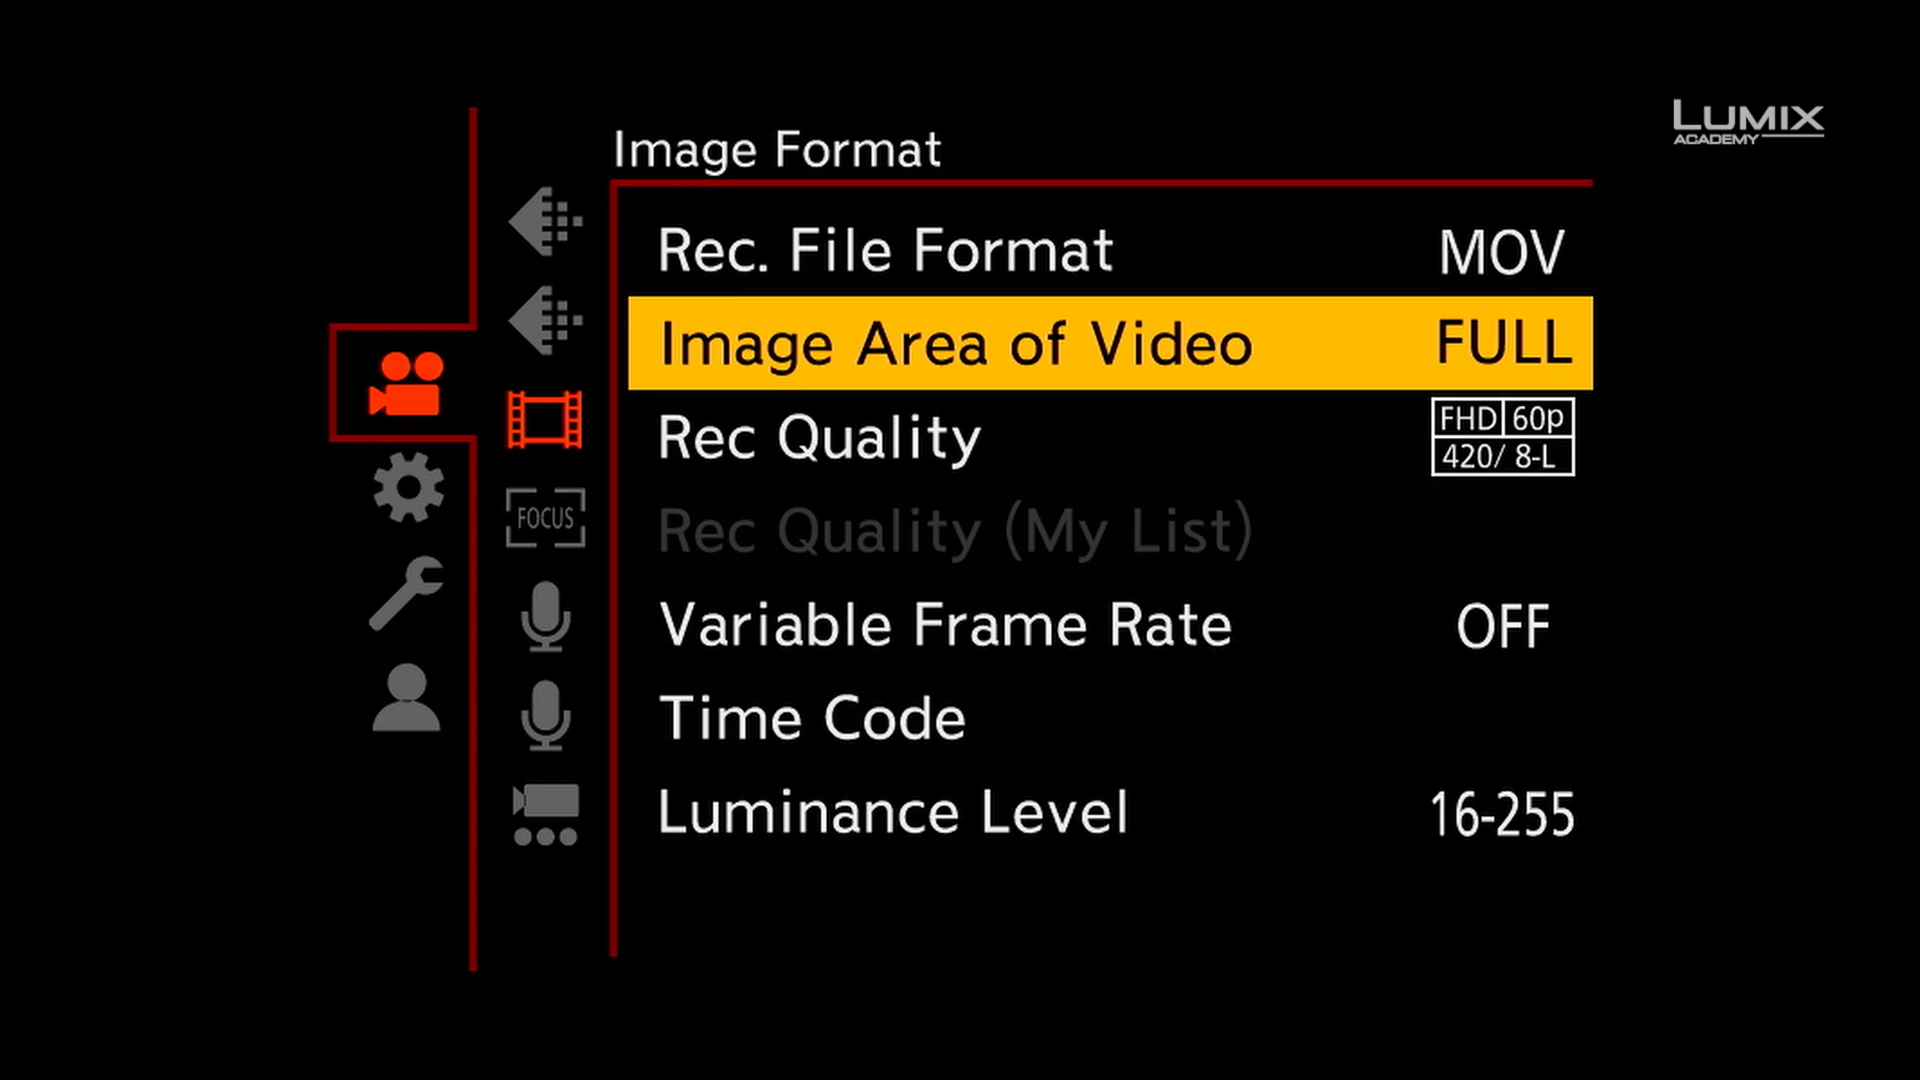 LUMIX
ACADEMY
Image Format
Rec. File Format MOV
Image Area of Video FULL
Rec Quality FHD 60p
420/ 8-L
Rec Quality (My List)
FOCUS
Variable Frame Rate OFF
Time Code
Luminance Level 16-255